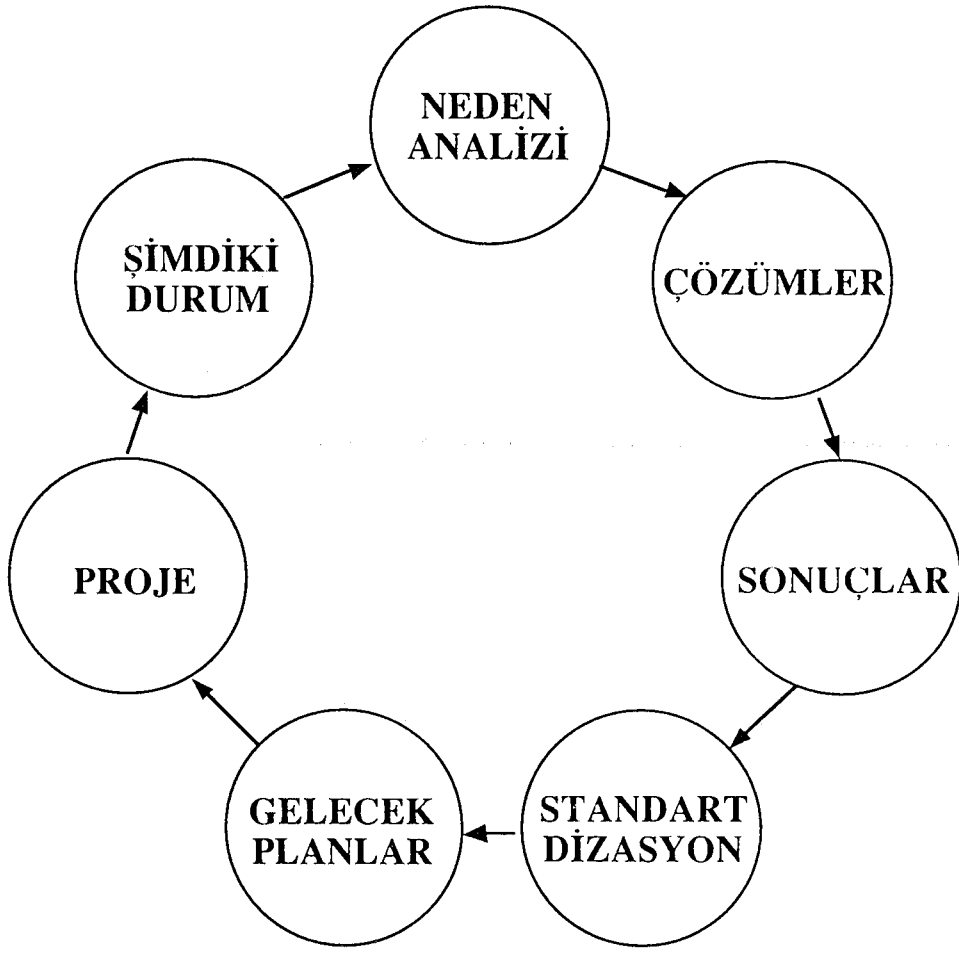 NEDEN
ANALİZİ
ŞİMDİKİ
DURUM
ÇÖZÜMLER
PROJE
SONUÇLAR
GELECEK
PLANLAR
STANDART
DİZASYON